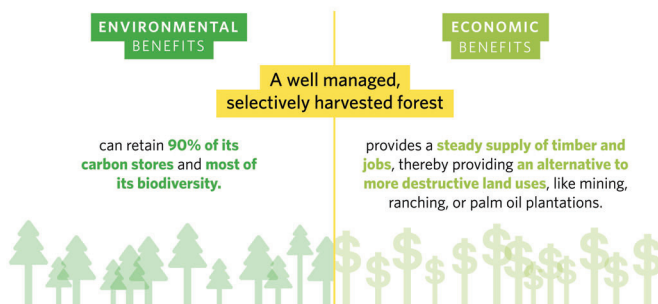 ENVIRONMENTAL
BENEFITS
ECONOMIC
BENEFITS
A well managed,
selectively harvested forest
can retain 90% of its
carbon stores and most of
its biodiversity.
provides a steady supply of timber and
jobs, thereby providing an alternative to
more destructive land uses, like mining,
ranching, or palm oil plantations.